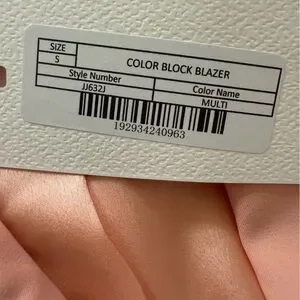 SIZE
S
COLOR BLOCK BLAZER
Style Number
Color Name
JJ632J
MULTI
192934240963